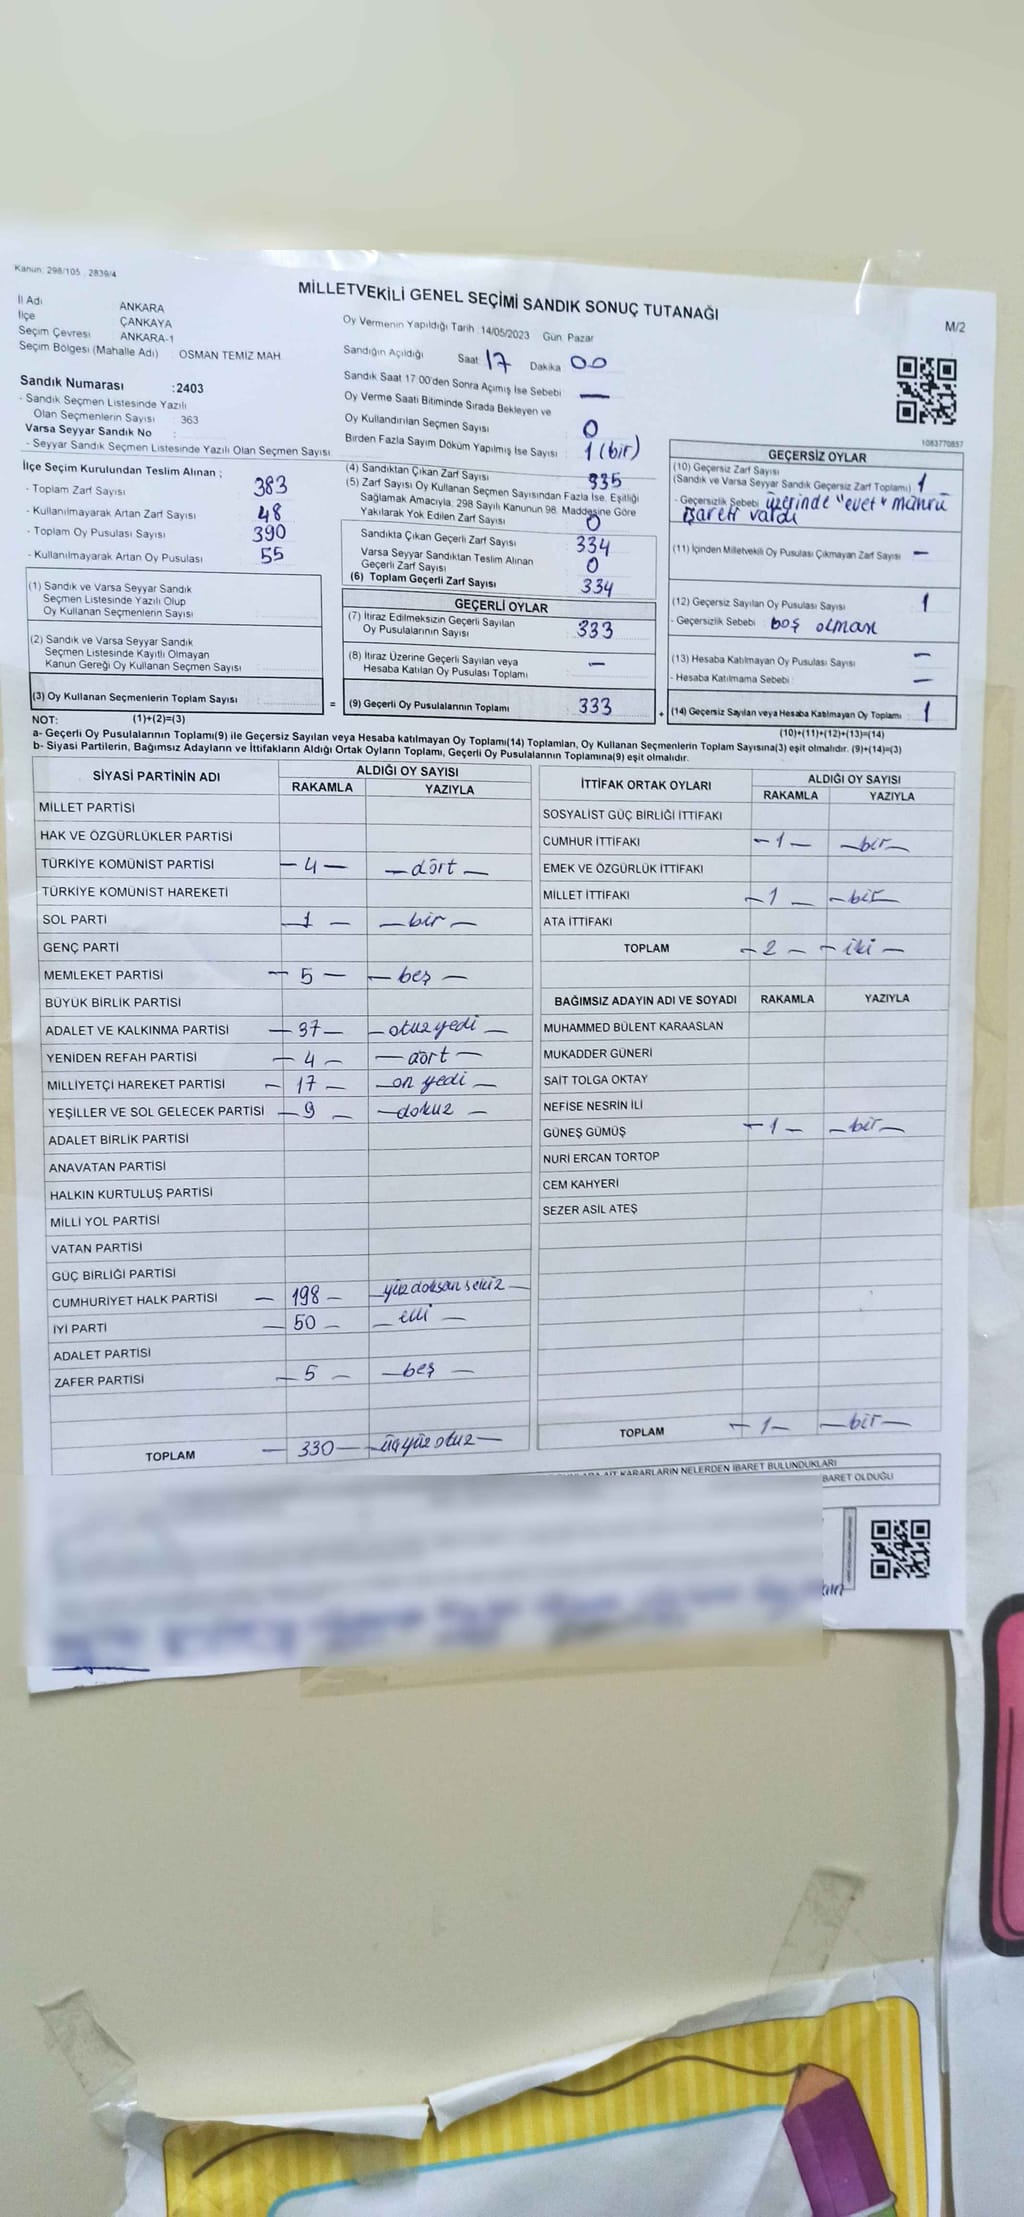 Kanun: 298/105 , 2839/4
MİLLETVEKİLİ GENEL SEÇİMİ SANDIK SONUÇ TUTANAĞI
M/2
İl Adı ANKARA
İlçe ÇANKAYA
Seçim Çevresi ANKARA-1
Seçim Bölgesi (Mahalle Adı) : OSMAN TEMİZ MAH.
Sandık Numarası :2403
- Sandık Seçmen Listesinde Yazılı
Olan Seçmenlerin Sayısı : 363
Varsa Seyyar Sandık No :
- Seyyar Sandık Seçmen Listesinde Yazılı Olan Seçmen Sayısı
Oy Vermenin Yapıldığı Tarih :14/05/2023 Gün: Pazar
Sandığın Açıldığı Saat 17 Dakika 00
Sandık Saat 17:00'den Sonra Açımış İse Sebebi —
Oy Verme Saati Bitiminde Sırada Bekleyen ve
Oy Kullandırılan Seçmen Sayısı 0
Birden Fazla Sayım Döküm Yapılmış İse Sayısı 1 (bir)
1083770857
İlçe Seçim Kurulundan Teslim Alınan ;
- Toplam Zarf Sayısı 383
- Kullanılmayarak Artan Zarf Sayısı 48
- Toplam Oy Pusulası Sayısı 390
- Kullanılmayarak Artan Oy Pusulası 55
(1) Sandık ve Varsa Seyyar Sandık
Seçmen Listesinde Yazılı Olup
Oy Kullanan Seçmenlerin Sayısı
(2) Sandık ve Varsa Seyyar Sandık
Seçmen Listesinde Kayıtlı Olmayan
Kanun Gereği Oy Kullanan Seçmen Sayısı
(3) Oy Kullanan Seçmenlerin Toplam Sayısı
=
(4) Sandıktan Çıkan Zarf Sayısı 335
(5) Zarf Sayısı Oy Kullanan Seçmen Sayısından Fazla İse, Eşitliği
Sağlamak Amacıyla, 298 Sayılı Kanunun 98. Maddesine Göre
Yakılarak Yok Edilen Zarf Sayısı 0
Sandıkta Çıkan Geçerli Zarf Sayısı 334
Varsa Seyyar Sandıktan Teslim Alınan
Geçerli Zarf Sayısı 0
(6) Toplam Geçerli Zarf Sayısı 334
GEÇERLİ OYLAR
(7) İtiraz Edilmeksizin Geçerli Sayılan
Oy Pusulalarının Sayısı 333
(8) İtiraz Üzerine Geçerli Sayılan veya
Hesaba Katılan Oy Pusulası Toplamı —
(9) Geçerli Oy Pusulalarının Toplamı 333
+
GEÇERSİZ OYLAR
(10) Geçersiz Zarf Sayısı
(Sandık ve Varsa Seyyar Sandık Geçersiz Zarf Toplamı) 1
- Geçersizlik Sebebi üzerinde "evet" mührü
işareti vardı
(11) İçinden Milletvekili Oy Pusulası Çıkmayan Zarf Sayısı —
(12) Geçersiz Sayılan Oy Pusulası Sayısı 1
- Geçersizlik Sebebi boş olması
(13) Hesaba Katılmayan Oy Pusulası Sayısı —
- Hesaba Katılmama Sebebi : —
(14) Geçersiz Sayılan veya Hesaba Katılmayan Oy Toplamı 1
NOT: (1)+(2)=(3)
(10)+(11)+(12)+(13)=(14)
a- Geçerli Oy Pusulalarının Toplamı(9) ile Geçersiz Sayılan veya Hesaba katılmayan Oy Toplamı(14) Toplamları, Oy Kullanan Seçmenlerin Toplam Sayısına(3) eşit olmalıdır. (9)+(14)=(3)
b- Siyasi Partilerin, Bağımsız Adayların ve İttifakların Aldığı Ortak Oyların Toplamı, Geçerli Oy Pusulalarının Toplamına(9) eşit olmalıdır.
SİYASİ PARTİNİN ADI ALDIĞI OY SAYISI
RAKAMLA YAZIYLA
MİLLET PARTİSİ
HAK VE ÖZGÜRLÜKLER PARTİSİ
TÜRKİYE KOMÜNİST PARTİSİ — 4 — — dört —
TÜRKİYE KOMÜNİST HAREKETİ
SOL PARTİ — 1 — — bir —
GENÇ PARTİ
MEMLEKET PARTİSİ — 5 — — beş —
BÜYÜK BİRLİK PARTİSİ
ADALET VE KALKINMA PARTİSİ — 37 — — otuzyedi —
YENİDEN REFAH PARTİSİ — 4 — — dört —
MİLLİYETÇİ HAREKET PARTİSİ — 17 — — on yedi —
YEŞİLLER VE SOL GELECEK PARTİSİ — 9 — — dokuz —
ADALET BİRLİK PARTİSİ
ANAVATAN PARTİSİ
HALKIN KURTULUŞ PARTİSİ
MİLLİ YOL PARTİSİ
VATAN PARTİSİ
GÜÇ BİRLİĞİ PARTİSİ
CUMHURİYET HALK PARTİSİ — 198 — yüzdoksansekiz —
İYİ PARTİ — 50 — — elli —
ADALET PARTİSİ
ZAFER PARTİSİ — 5 — — beş —
TOPLAM — 330 — — üçyüzotuz —
İTTİFAK ORTAK OYLARI ALDIĞI OY SAYISI
RAKAMLA YAZIYLA
SOSYALİST GÜÇ BİRLİĞİ İTTİFAKI
CUMHUR İTTİFAKI — 1 — — bir —
EMEK VE ÖZGÜRLÜK İTTİFAKI
MİLLET İTTİFAKI — 1 — — bir —
ATA İTTİFAKI
TOPLAM — 2 — — iki —
BAĞIMSIZ ADAYIN ADI VE SOYADI RAKAMLA YAZIYLA
MUHAMMED BÜLENT KARAASLAN
MUKADDER GÜNERİ
SAİT TOLGA OKTAY
NEFİSE NESRİN İLİ
GÜNEŞ GÜMÜŞ — 1 — — bir —
NURİ ERCAN TORTOP
CEM KAHYERİ
SEZER ASİL ATEŞ
TOPLAM — 1 — — bir —
AİT KARARLARIN NELERDEN İBARET BULUNDUKLARI
BARET OLDUĞU